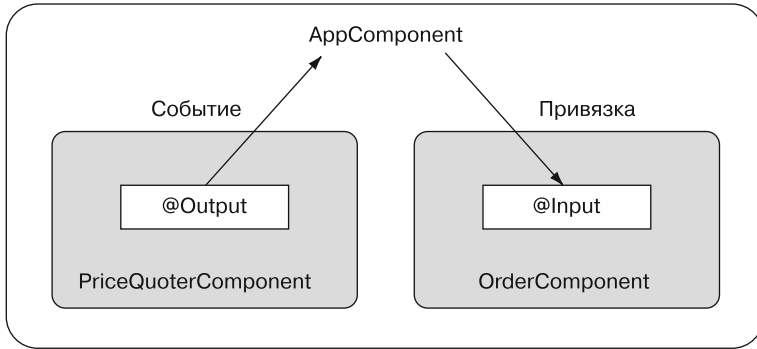 AppComponent
Событие
Привязка
@Output
@Input
PriceQuoterComponent
OrderComponent